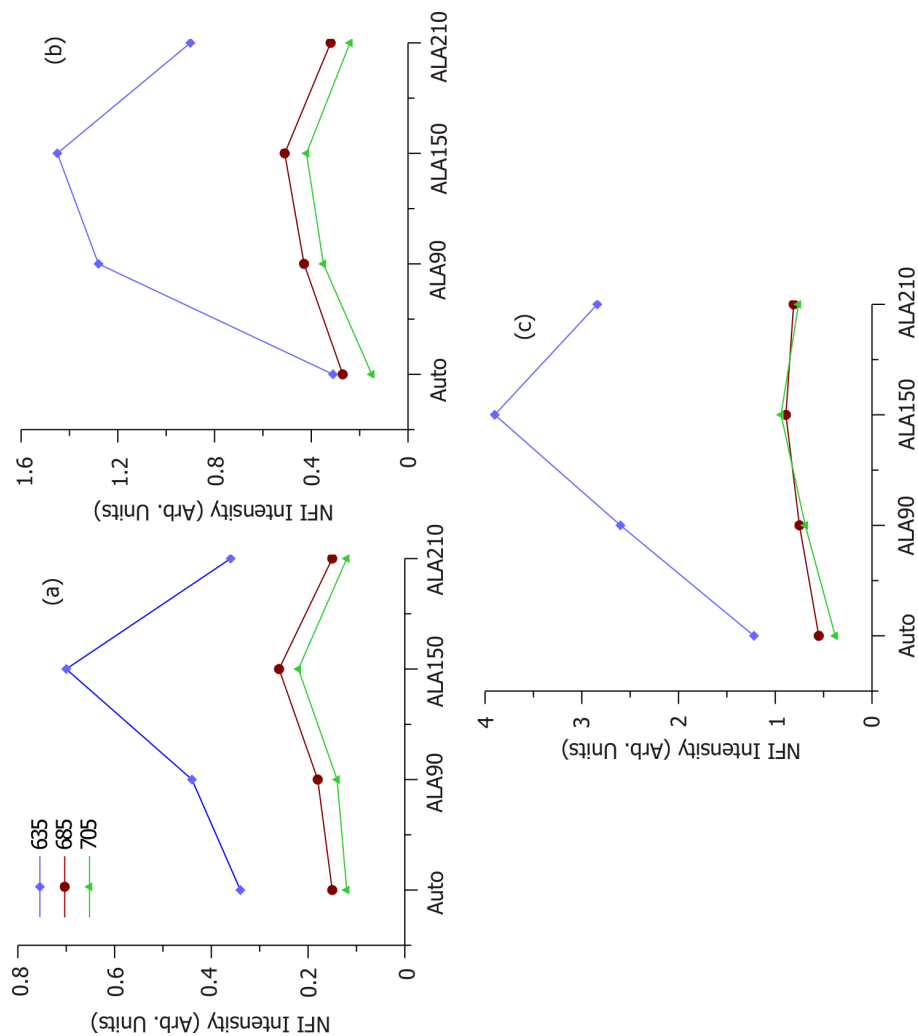 635
685
705
(a)
NFI Intensity (Arb. Units)
0.8
0.6
0.4
0.2
0
Auto
ALA90
ALA150
ALA210
(b)
NFI Intensity (Arb. Units)
1.6
1.2
0.8
0.4
0
Auto
ALA90
ALA150
ALA210
(c)
NFI Intensity (Arb. Units)
4
3
2
1
0
Auto
ALA90
ALA150
ALA210